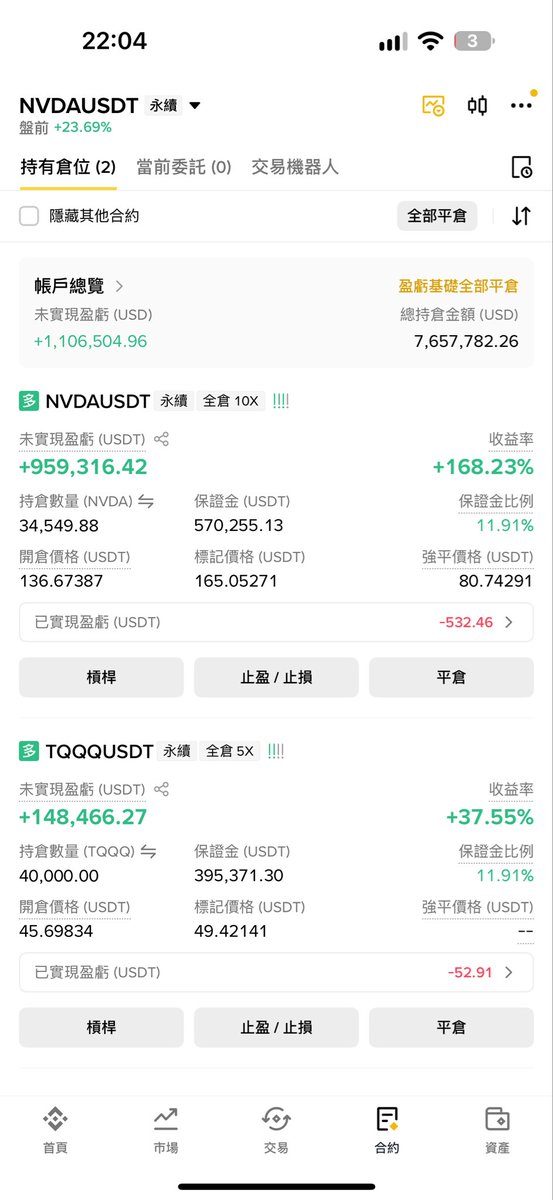 22:04
3
NVDAUSDT 永續
盤前 +23.69%
持有倉位 (2) 當前委託 (0) 交易機器人
隱藏其他合約 全部平倉
帳戶總覽 盈虧基礎全部平倉
未實現盈虧 (USD) 總持倉金額 (USD)
+1,106,504.96 7,657,782.26
多 NVDAUSDT 永續 全倉 10X
未實現盈虧 (USDT) 收益率
+959,316.42 +168.23%
持倉數量 (NVDA) 保證金 (USDT) 保證金比例
34,549.88 570,255.13 11.91%
開倉價格 (USDT) 標記價格 (USDT) 強平價格 (USDT)
136.67387 165.05271 80.74291
已實現盈虧 (USDT) -532.46
槓桿 止盈 / 止損 平倉
多 TQQQUSDT 永續 全倉 5X
未實現盈虧 (USDT) 收益率
+148,466.27 +37.55%
持倉數量 (TQQQ) 保證金 (USDT) 保證金比例
40,000.00 395,371.30 11.91%
開倉價格 (USDT) 標記價格 (USDT) 強平價格 (USDT)
45.69834 49.42141 --
已實現盈虧 (USDT) -52.91
槓桿 止盈 / 止損 平倉
首頁 市場 交易 合約 資產